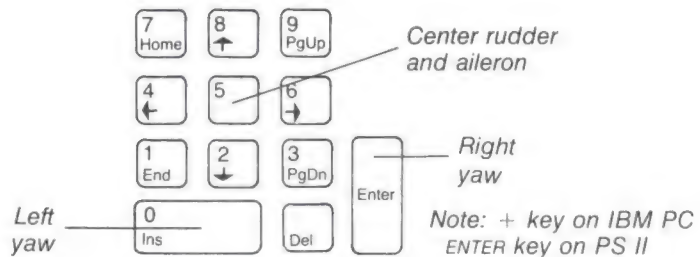 7 Home
8
9 PgUp
Center rudder
and aileron
4
5
6
1 End
2
3 PgDn
Enter
Right
yaw
Left
yaw
0 Ins
Del
Note: + key on IBM PC
ENTER key on PS II